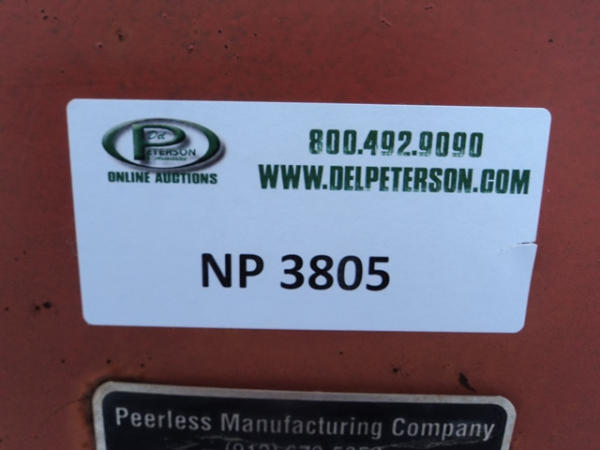 Del
PETERSON
ONLINE AUCTIONS
800.492.9090
WWW.DELPETERSON.COM
NP 3805
Peerless Manufacturing Company